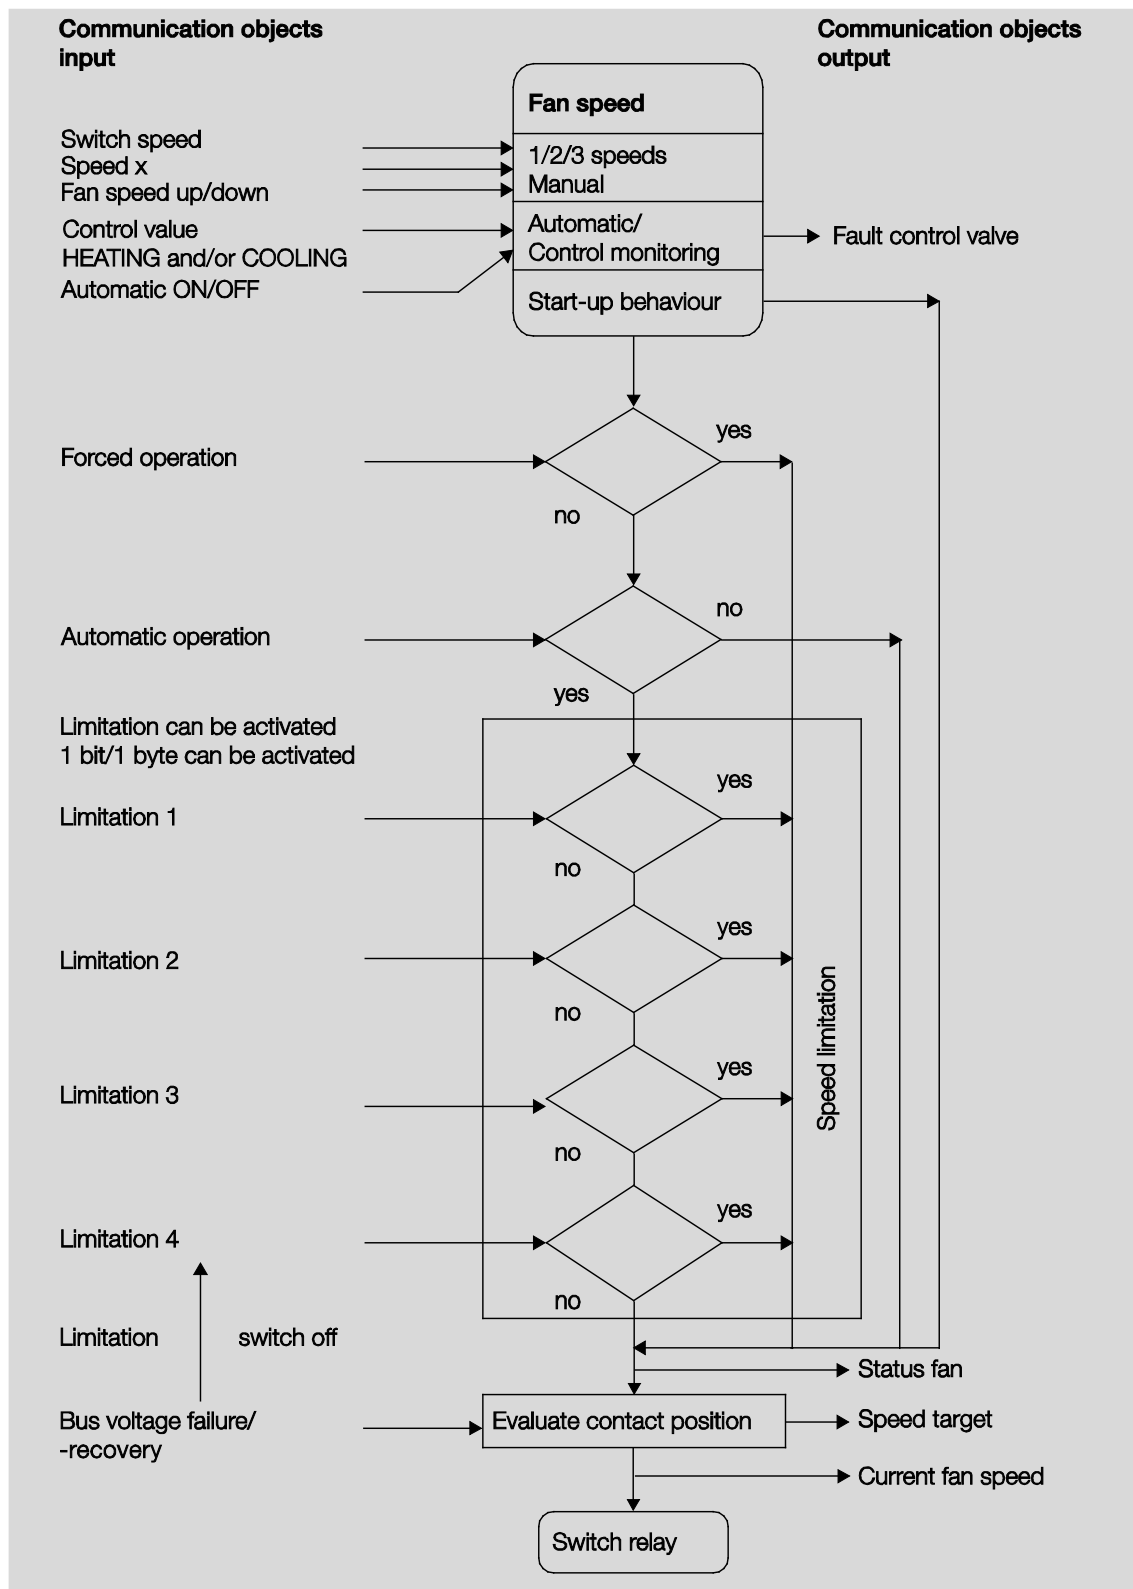 Communication objects
input
Communication objects
output
Fan speed
Switch speed
Speed x
Fan speed up/down
1/2/3 speeds
Manual
Control value
HEATING and/or COOLING
Automatic ON/OFF
Automatic/
Control monitoring
Fault control valve
Start-up behaviour
yes
Forced operation
no
no
Automatic operation
yes
Limitation can be activated
1 bit/1 byte can be activated
yes
Limitation 1
no
yes
Limitation 2
no
Speed limitation
yes
Limitation 3
no
yes
Limitation 4
no
Limitation
switch off
Status fan
Bus voltage failure/
-recovery
Evaluate contact position
Speed target
Current fan speed
Switch relay